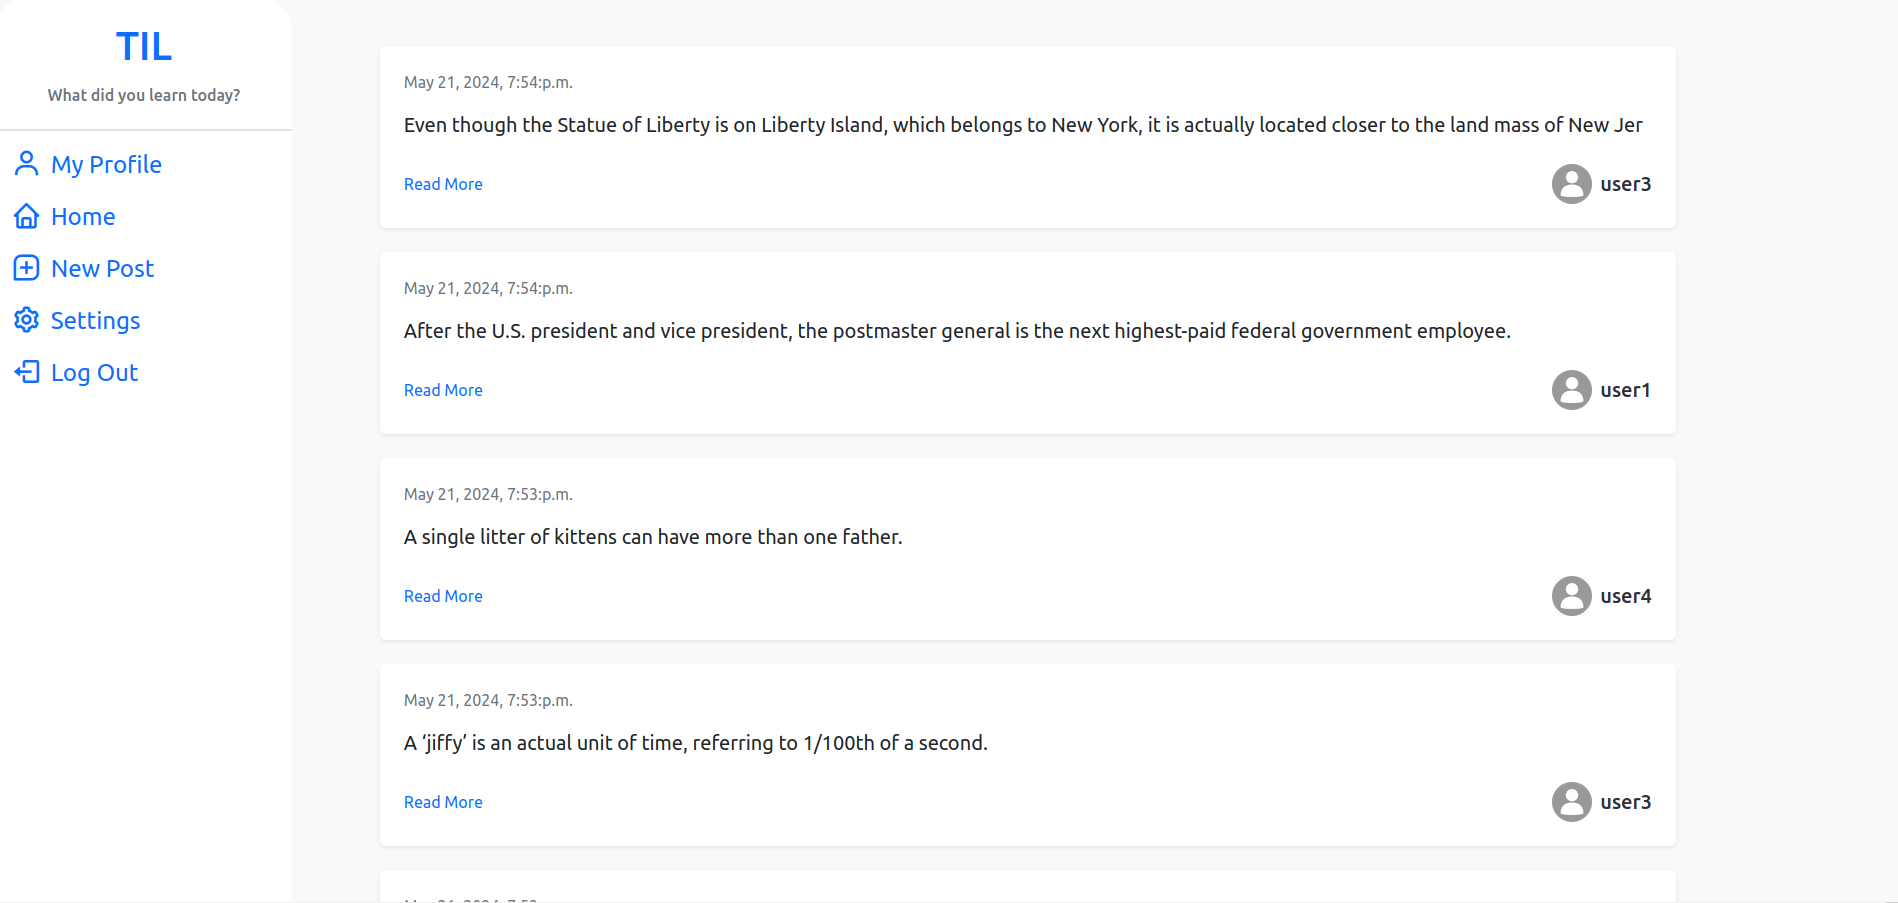 TIL
What did you learn today?
My Profile
Home
New Post
Settings
Log Out
May 21, 2024, 7:54:p.m.
Even though the Statue of Liberty is on Liberty Island, which belongs to New York, it is actually located closer to the land mass of New Jer
Read More
user3
May 21, 2024, 7:54:p.m.
After the U.S. president and vice president, the postmaster general is the next highest-paid federal government employee.
Read More
user1
May 21, 2024, 7:53:p.m.
A single litter of kittens can have more than one father.
Read More
user4
May 21, 2024, 7:53:p.m.
A ‘jiffy’ is an actual unit of time, referring to 1/100th of a second.
Read More
user3